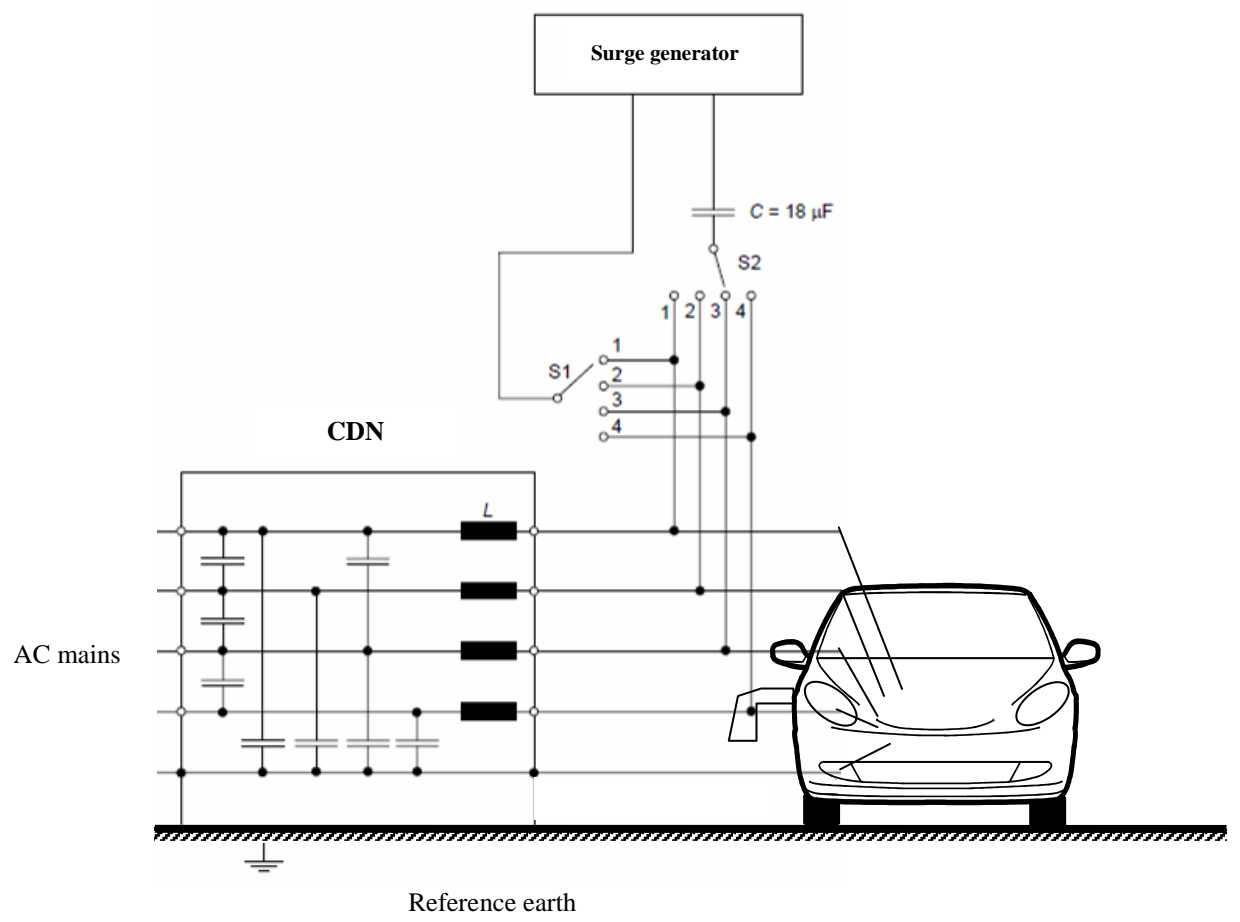 Surge generator
C = 18 μF
S2
1 2 3 4
S1
1
2
3
4
CDN
L
AC mains
Reference earth